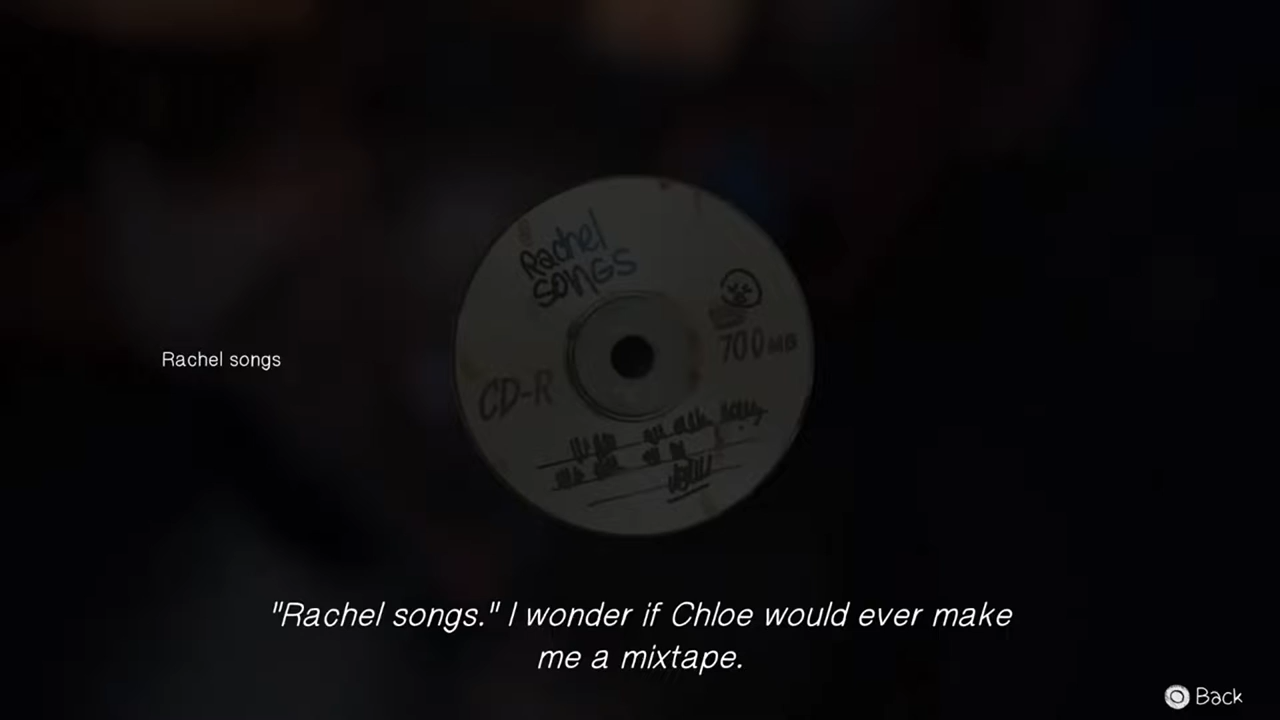 Rachel
SONGS
700 MB
Rachel songs
CD-R
"Rachel songs." I wonder if Chloe would ever make
me a mixtape.
Back